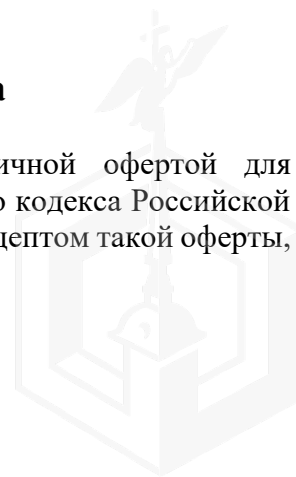 а
ичной офертой для
о кодекса Российской
цептом такой оферты,